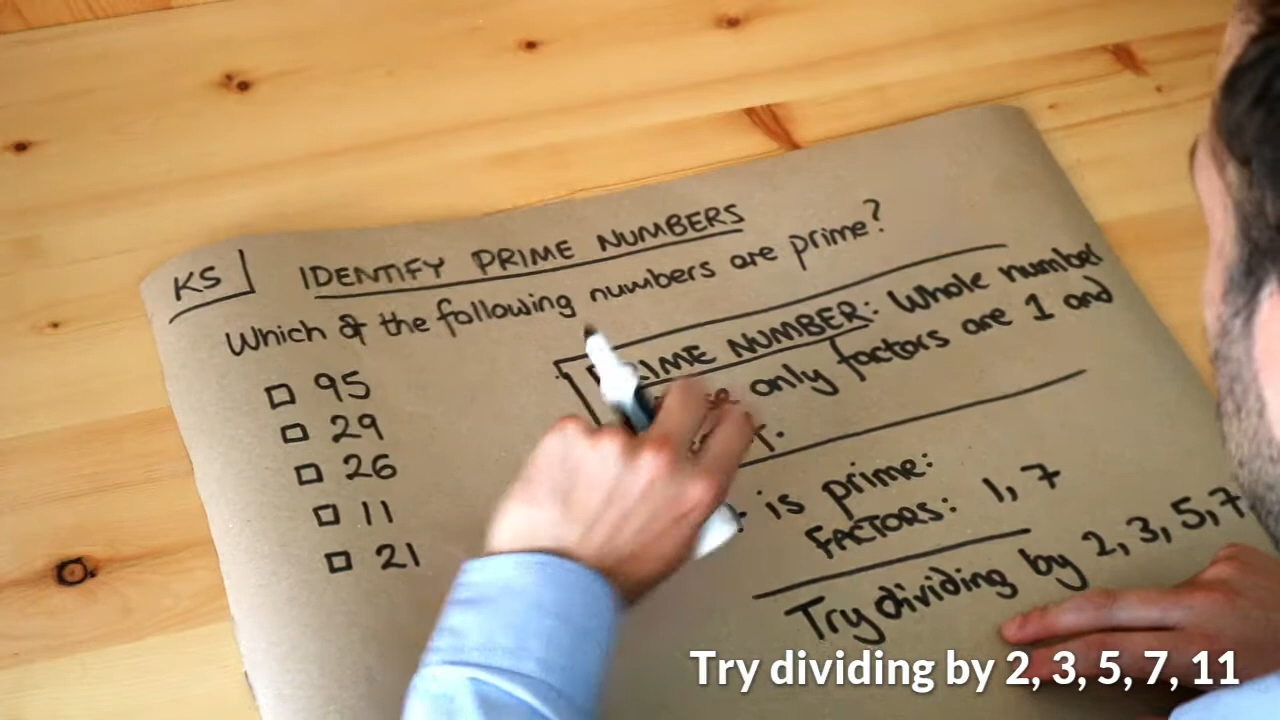 KS
IDENTIFY PRIME NUMBERS
Which of the following numbers are prime?
95
29
26
11
21
PRIME NUMBER: Whole number
only factors are 1 and
is prime:
FACTORS: 1, 7
Try dividing by 2, 3, 5, 7
Try dividing by 2, 3, 5, 7, 11